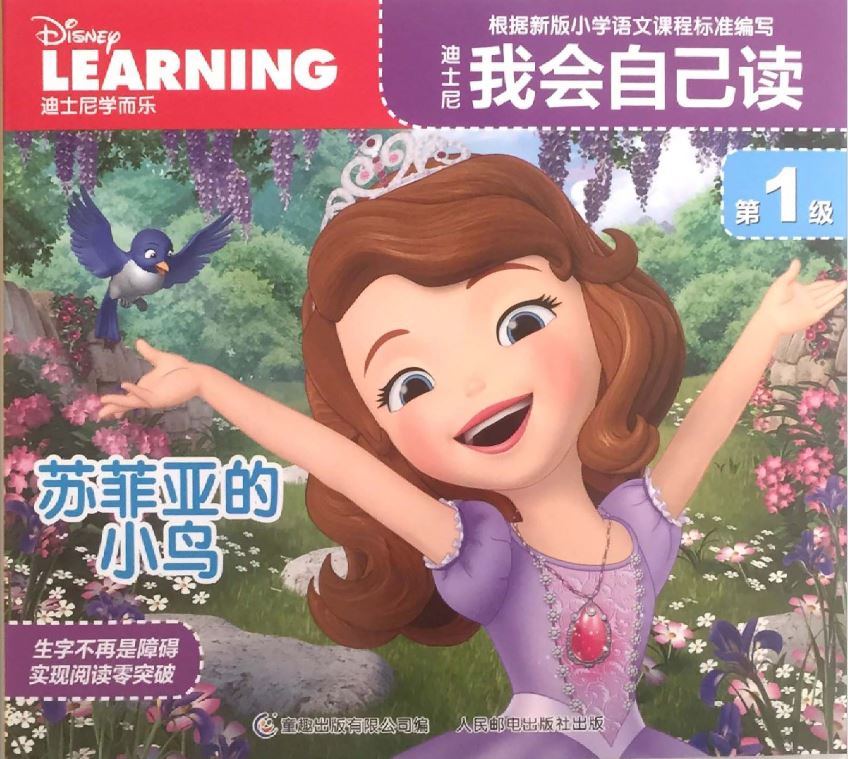 Disney
LEARNING
迪士尼学而乐
根据新版小学语文课程标准编写
迪士尼
我会自己读
第1级
苏菲亚的
小鸟
生字不再是障碍
实现阅读零突破
童趣出版有限公司编 人民邮电出版社出版